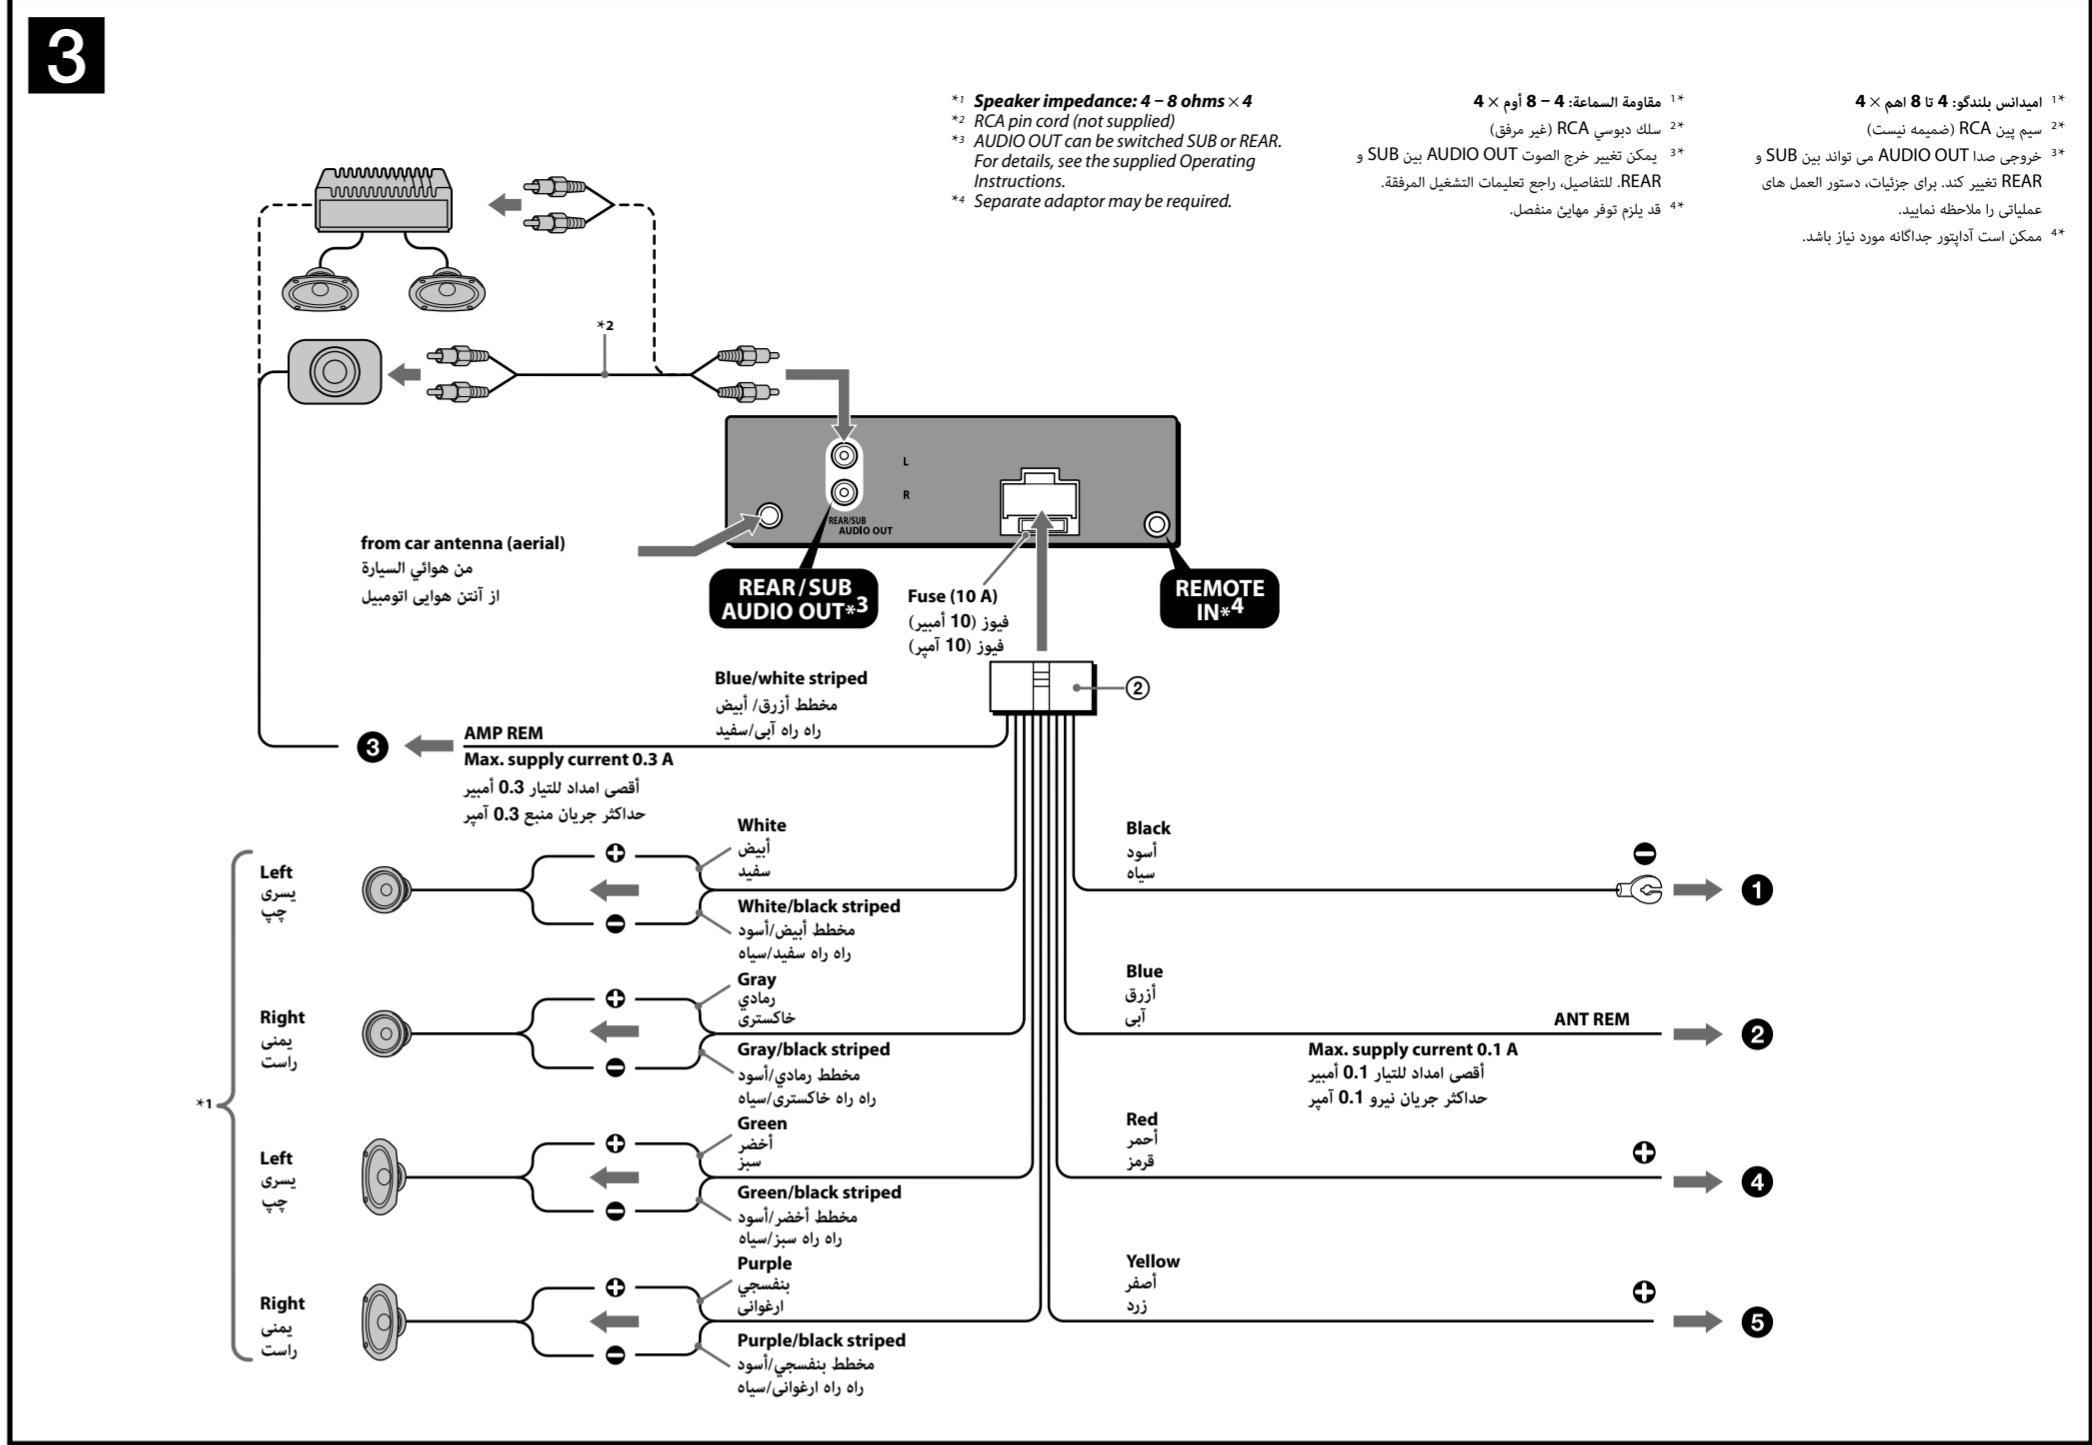 3
*1 Speaker impedance: 4 – 8 ohms × 4
*2 RCA pin cord (not supplied)
*3 AUDIO OUT can be switched SUB or REAR.
For details, see the supplied Operating
Instructions.
*4 Separate adaptor may be required.
*1 مقاومة السماعة: 4 – 8 أوم × 4
*2 سلك دبوسي RCA (غير مرفق)
*3 يمكن تغيير خرج الصوت AUDIO OUT بين SUB و
REAR. للتفاصيل، راجع تعليمات التشغيل المرفقة.
*4 قد يلزم توفر مهايئ منفصل.
*1 امپدانس بلندگو: 4 تا 8 اهم × 4
*2 سیم پین RCA (ضمیمه نیست)
*3 خروجی صدا AUDIO OUT می تواند بین SUB و
REAR تغییر کند. برای جزئیات، دستور العمل های
عملیاتی را ملاحظه نمایید.
*4 ممکن است آداپتور جداگانه مورد نیاز باشد.
*2
L
R
REAR/SUB
AUDIO OUT
from car antenna (aerial)
من هوائي السيارة
از آنتن هوایی اتومبیل
REAR/SUB
AUDIO OUT*3
Fuse (10 A)
فيوز (10 أمبير)
فیوز (10 آمپر)
REMOTE
IN*4
②
Blue/white striped
مخطط أزرق/ أبيض
راه راه آبی/سفید
❸
AMP REM
Max. supply current 0.3 A
أقصى امداد للتيار 0.3 أمبير
حداکثر جریان منبع 0.3 آمپر
*1
Left
يسرى
چپ
+
−
White
أبيض
سفید
White/black striped
مخطط أبيض/أسود
راه راه سفید/سیاه
Right
يمنى
راست
+
−
Gray
رمادي
خاکستری
Gray/black striped
مخطط رمادي/أسود
راه راه خاکستری/سیاه
Left
يسرى
چپ
+
−
Green
أخضر
سبز
Green/black striped
مخطط أخضر/أسود
راه راه سبز/سیاه
Right
يمنى
راست
+
−
Purple
بنفسجي
ارغوانی
Purple/black striped
مخطط بنفسجي/أسود
راه راه ارغوانی/سیاه
Black
أسود
سیاه
−
❶
Blue
أزرق
آبی
ANT REM
❷
Max. supply current 0.1 A
أقصى امداد للتيار 0.1 أمبير
حداکثر جریان نیرو 0.1 آمپر
Red
أحمر
قرمز
+
❹
Yellow
أصفر
زرد
+
❺